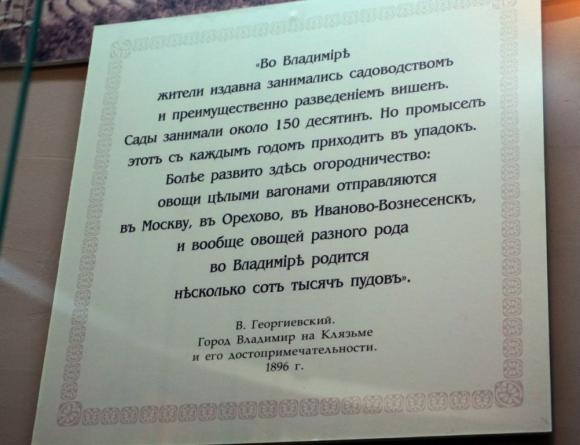 «Во Владимірѣ
жители издавна занимались садоводствомъ
и преимущественно разведеніемъ вишенъ.
Сады занимали около 150 десятинъ. Но промыселъ
этотъ съ каждымъ годомъ приходитъ въ упадокъ.
Болѣе развито здѣсь огородничество:
овощи цѣлыми вагонами отправляются
въ Москву, въ Орехово, въ Иваново-Вознесенскъ,
и вообще овощей разного рода
во Владимірѣ родится
нѣсколько сотъ тысячъ пудовъ».
В. Георгиевский.
Город Владимир на Клязьме
и его достопримечательности.
1896 г.